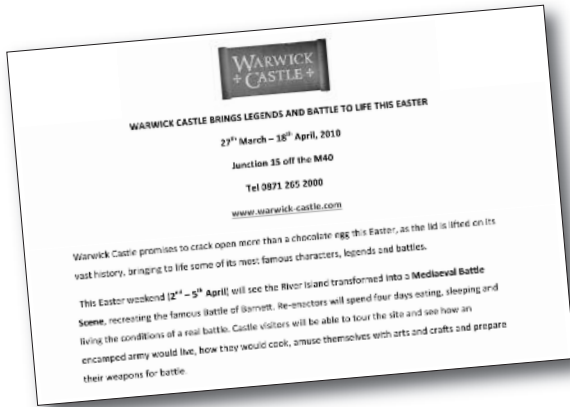 WARWICK
CASTLE
WARWICK CASTLE BRINGS LEGENDS AND BATTLE TO LIFE THIS EASTER
27th March – 18th April, 2010
Junction 15 off the M40
Tel 0871 265 2000
www.warwick-castle.com
Warwick Castle promises to crack open more than a chocolate egg this Easter, as the lid is lifted on its
vast history, bringing to life some of its most famous characters, legends and battles.
This Easter weekend (2nd – 5th April) will see the River Island transformed into a Mediaeval Battle
Scene, recreating the famous Battle of Barnett. Re-enactors will spend four days eating, sleeping and
living the conditions of a real battle. Castle visitors will be able to tour the site and see how an
encamped army would live, how they would cook, amuse themselves with arts and crafts and prepare
their weapons for battle.